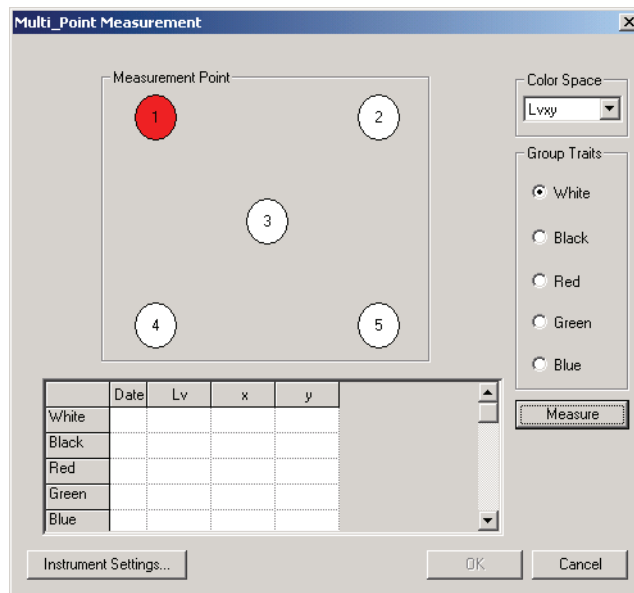 Multi_Point Measurement
Measurement Point
1
2
3
4
5
Color Space
Lvxy
Group Traits
White
Black
Red
Green
Blue
Measure
Date Lv x y
White
Black
Red
Green
Blue
Instrument Settings...
OK
Cancel